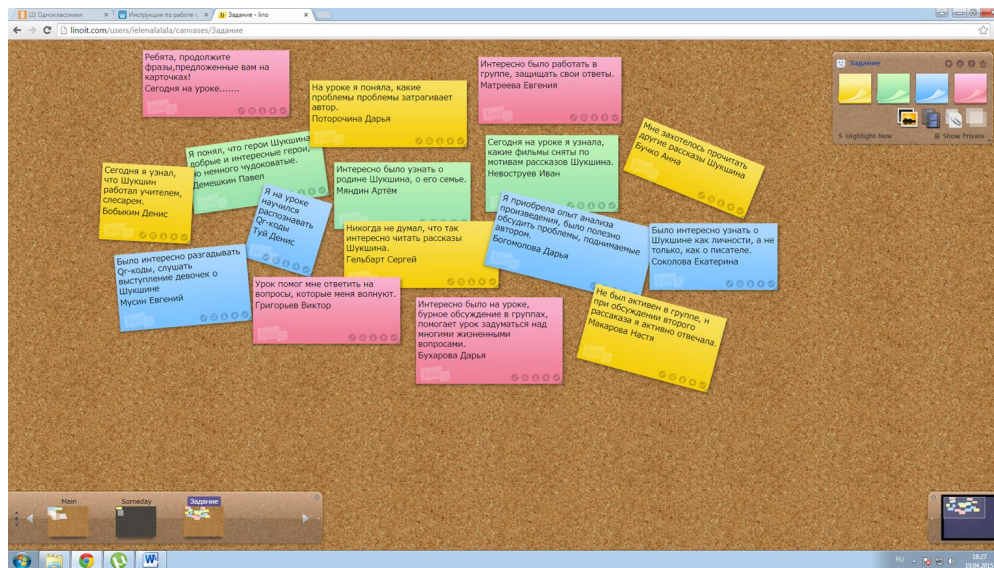 (2) Одноклассники
Инструкция по работе с
Задание - lino
linoit.com/users/ielenalalala/canvases/Задание
Ребята, продолжите
фразы,предложенные вам на
карточках!
Сегодня на уроке.......
На уроке я поняла, какие
проблемы проблемы затрагивает
автор.
Поторочина Дарья
Интересно было работать в
группе, защищать свои ответы.
Матреева Евгения
Задание
Highlight New
Show Private
Я понял, что герои Шукшина
добрые и интересные герои,
но немного чудоковатые.
Демешкин Павел
Сегодня на уроке я узнала,
какие фильмы сняты по
мотивам рассказов Шукшина.
Невоструев Иван
Мне захотелось прочитать
другие рассказы Шукшина
Бучко Анна
Сегодня я узнал,
что Шукшин
работал учителем,
слесарем.
Бобыкин Денис
Интересно было узнать о
родине Шукшина, о его семье.
Мяндин Артём
Я на уроке
научился
распознавать
Qr-коды
Туй Денис
Я приобрела опыт анализа
произведения, было полезно
обсудить проблемы, поднимаемые
автором.
Богомолова Дарья
Никогда не думал, что так
интересно читать рассказы
Шукшина.
Гельбарт Сергей
Было интересно узнать о
Шукшине как личности, а не
только, как о писателе.
Соколова Екатерина
Было интересно разгадывать
Qr-коды, слушать
выступление девочек о
Шукшине
Мусин Евгений
Урок помог мне ответить на
вопросы, которые меня волнуют.
Григорьев Виктор
Интересно было на уроке,
бурное обсуждение в группах,
помогает урок задуматься над
многими жизненными
вопросами.
Бухарова Дарья
Не был активен в группе, н
при обсуждении второго
рассказа я активно отвечала.
Макарова Настя
Main
Someday
Задание
RU
18:27
19.04.2015